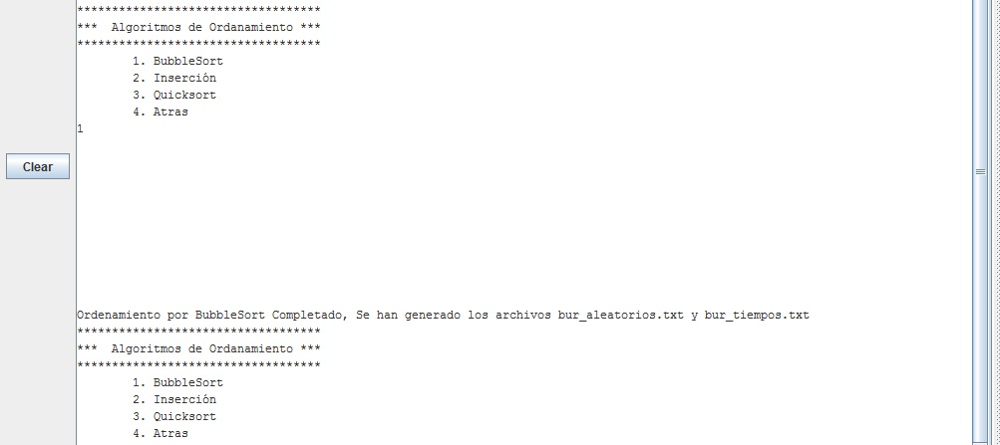 ***********************************
***  Algoritmos de Ordanamiento ***
***********************************
        1. BubbleSort
        2. Inserción
        3. Quicksort
        4. Atras
1
Clear
Ordenamiento por BubbleSort Completado, Se han generado los archivos bur_aleatorios.txt y bur_tiempos.txt
***********************************
***  Algoritmos de Ordanamiento ***
***********************************
        1. BubbleSort
        2. Inserción
        3. Quicksort
        4. Atras